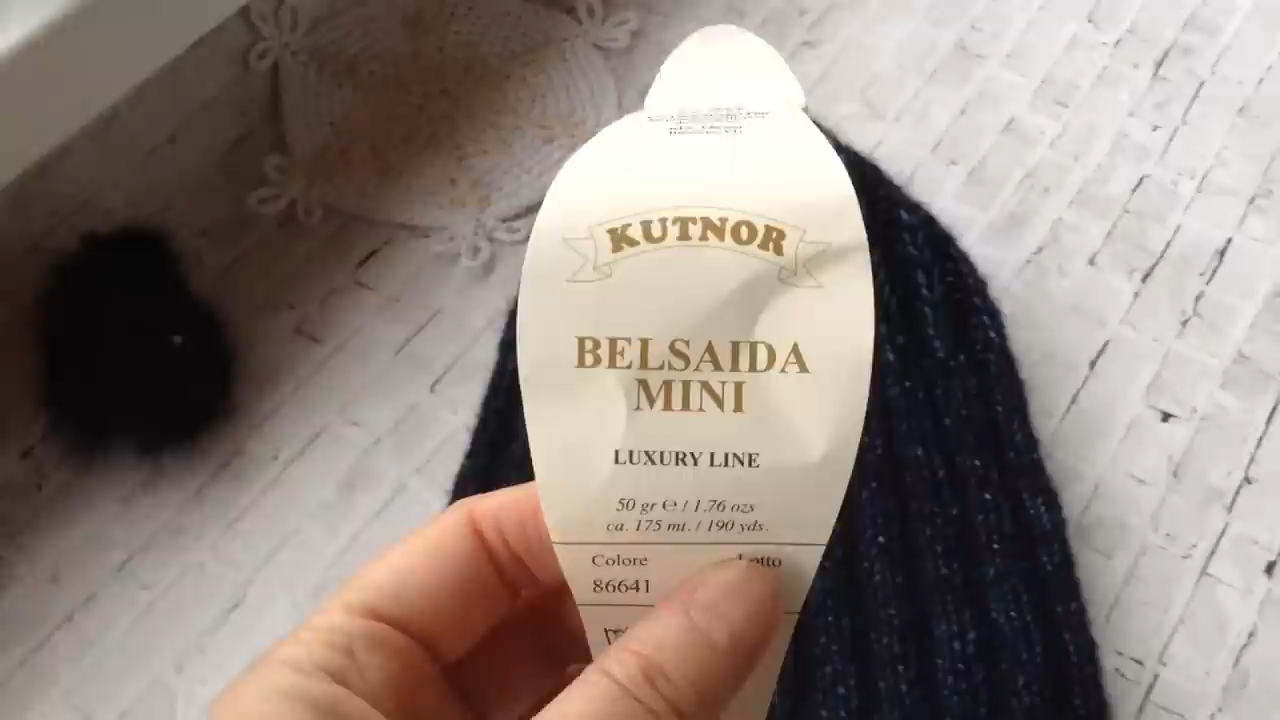 KUTNOR
BELSAIDA
MINI
LUXURY LINE
50 gr ℮ / 1.76 ozs
ca. 175 mt. / 190 yds.
Colore
86641